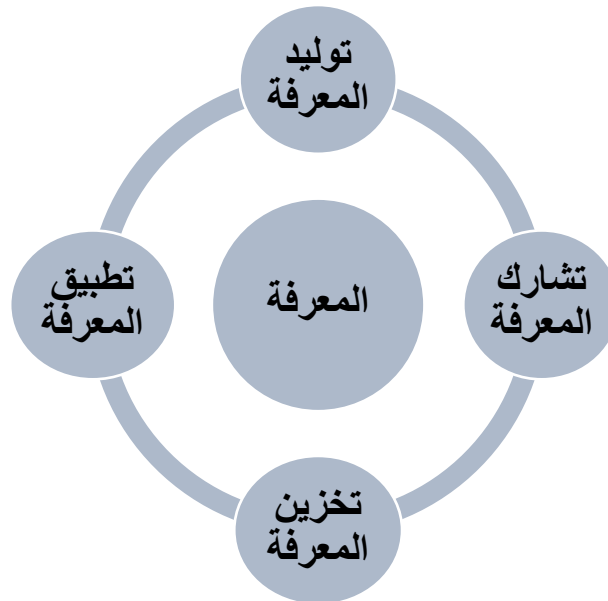 توليد
المعرفة
تشارك
المعرفة
تخزين
المعرفة
تطبيق
المعرفة
المعرفة